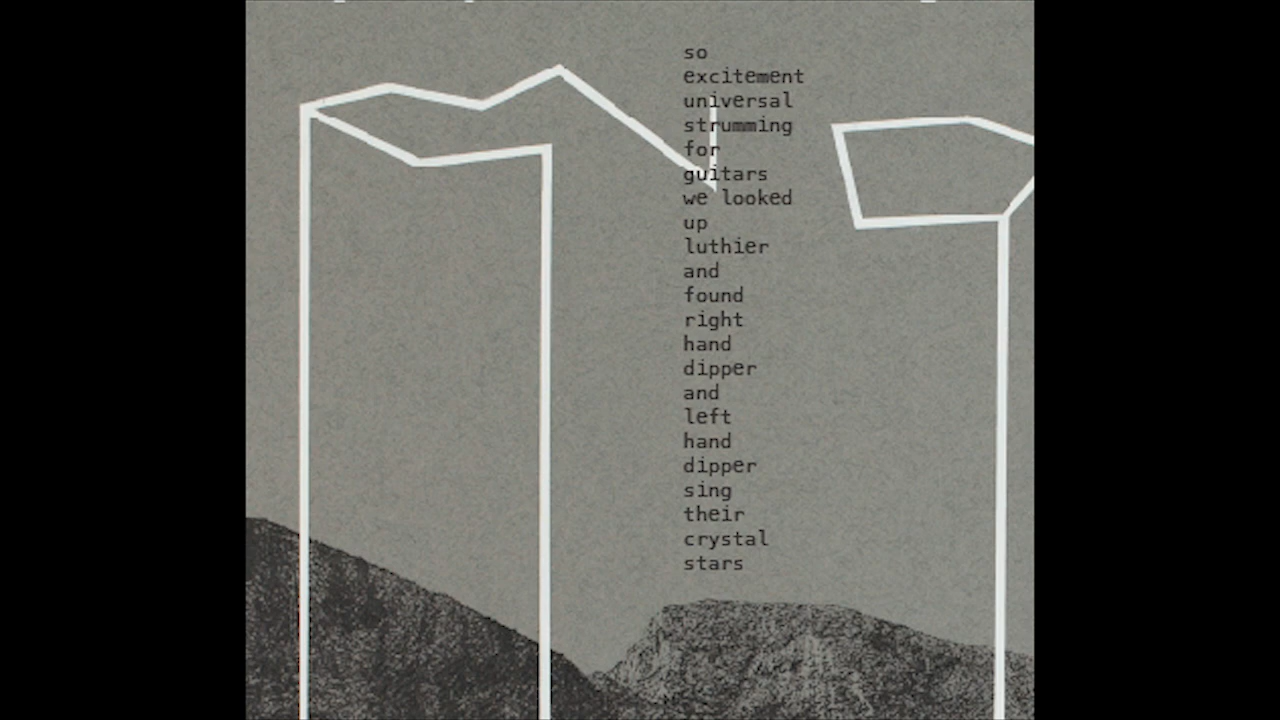 so
excitement
universal
strumming
for
guitars
we looked
up
luthier
and
found
right
hand
dipper
and
left
hand
dipper
sing
their
crystal
stars